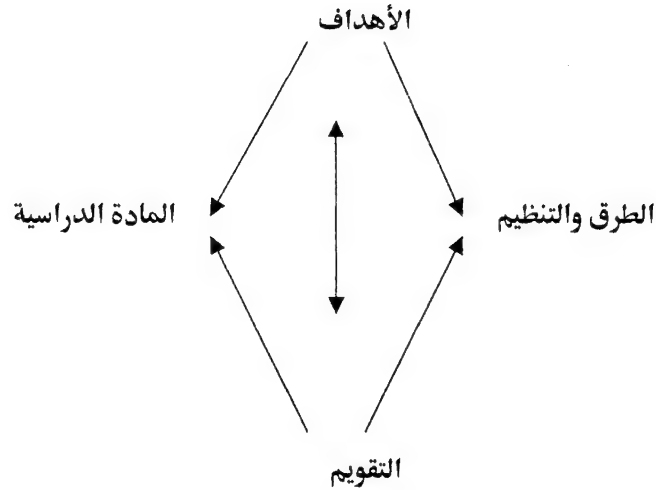 الأهداف
الطرق والتنظيم
المادة الدراسية
التقويم